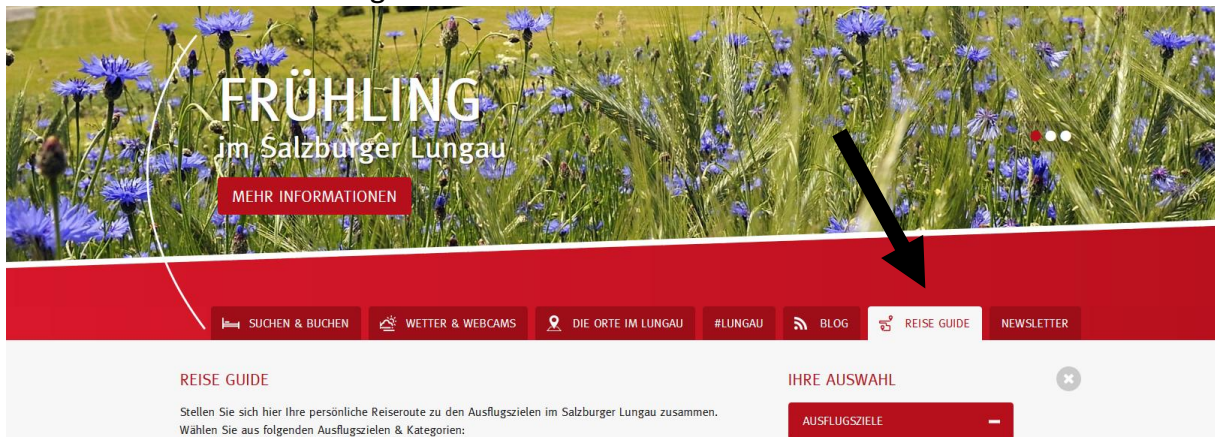 FRÜHLING
im Salzburger Lungau
MEHR INFORMATIONEN
SUCHEN & BUCHEN WETTER & WEBCAMS DIE ORTE IM LUNGAU #LUNGAU BLOG REISE GUIDE NEWSLETTER
REISE GUIDE
IHRE AUSWAHL
Stellen Sie sich hier Ihre persönliche Reiseroute zu den Ausflugszielen im Salzburger Lungau zusammen.
Wählen Sie aus folgenden Ausflugszielen & Kategorien:
AUSFLUGSZIELE